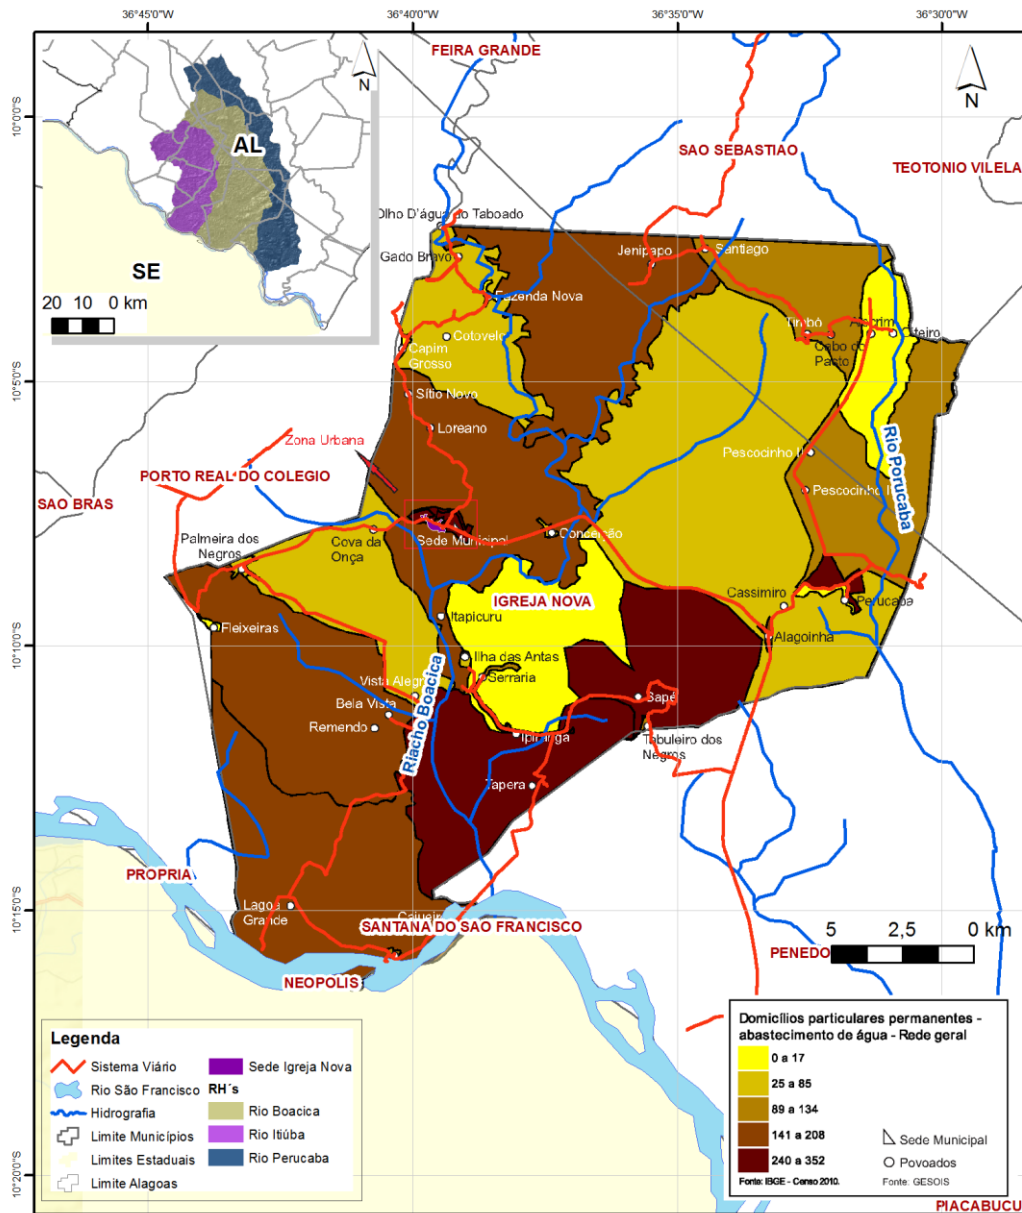 36°45'0"W
36°40'0"W
36°35'0"W
36°30'0"W
FEIRA GRANDE
N
N
10°0'0"S
AL
SAO SEBASTIAO
TEOTONIO VILELA
Olho D'água do Taboado
Jenipapo
Santiago
Gado Bravo
SE
Fazenda Nova
20 10 0 km
Cotovelo
Timbó
Alecrim
Oiteiro
Capim
Grosso
Cabo do
Pasto
10°5'0"S
Sítio Novo
Loreano
Zona Urbana
Pescocinho
Rio Porucaba
PORTO REAL DO COLEGIO
Pescocinho II
SAO BRAS
Palmeira dos
Negros
Cova da
Onça
Sede Municipal
Conceição
Cassimiro
Perucaba
IGREJA NOVA
Itapicuru
Fleixeiras
Alagoinha
10°10'0"S
Ilha das Antas
Serraria
Vista Alegre
Bela Vista
Sapé
Remendo
Riacho Boacica
Ipiranga
Tabuleiro dos
Negros
Tapera
PROPRIA
Lagoa
Grande
10°15'0"S
SANTANA DO SAO FRANCISCO
5 2,5 0 km
PENEDO
NEOPOLIS
Legenda
Sistema Viário
Rio São Francisco
Hidrografia
Limite Municípios
Limites Estaduais
Limite Alagoas
Sede Igreja Nova
RH´s
Rio Boacica
Rio Itiúba
Rio Perucaba
Domicílios particulares permanentes -
abastecimento de água - Rede geral
0 a 17
25 a 85
89 a 134
141 a 208
240 a 352
Fonte: IBGE - Censo 2010.
Sede Municipal
Povoados
Fonte. GESOIS
10°20'0"S
PIACABUCU